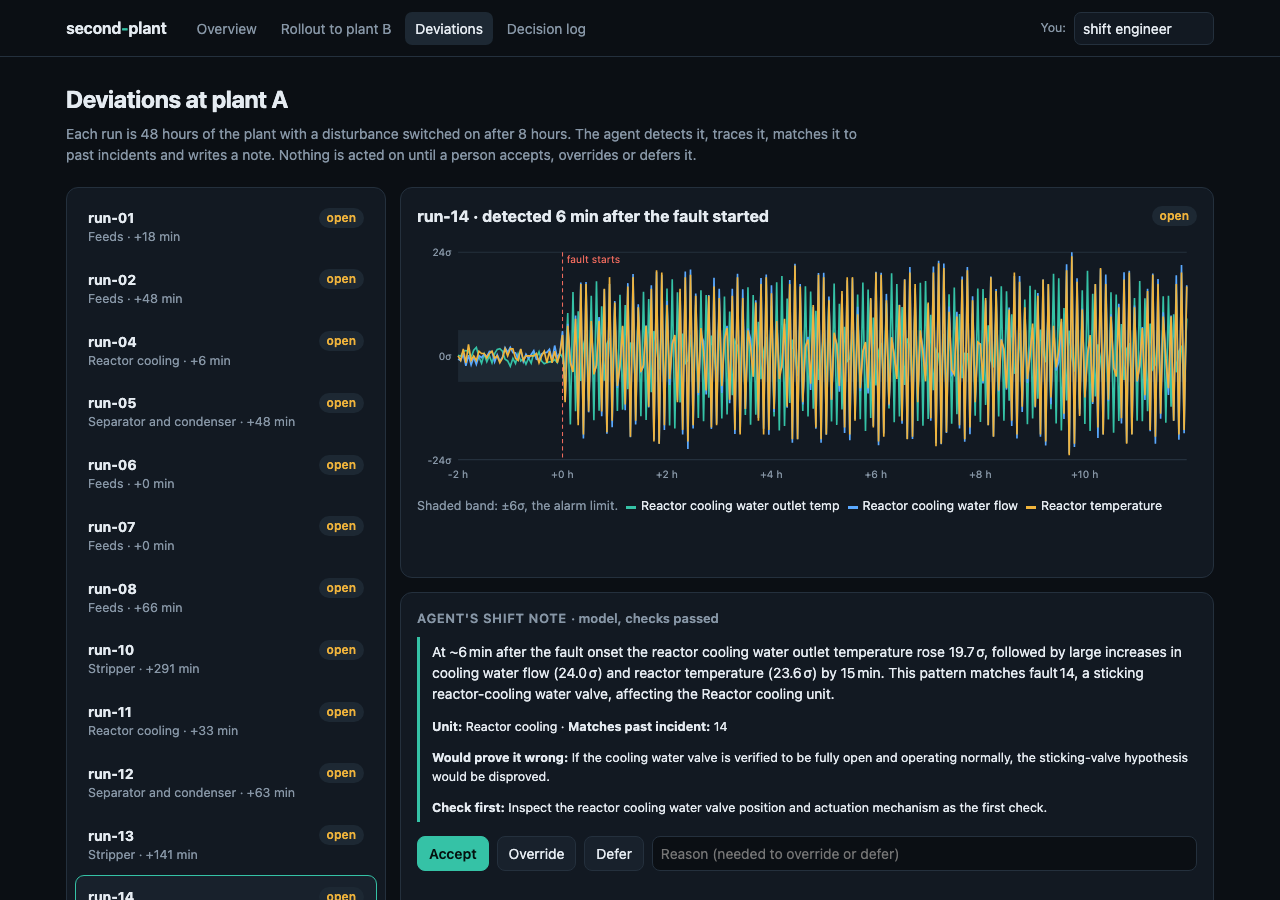 second-plant
Overview
Rollout to plant B
Deviations
Decision log
You:
shift engineer
Deviations at plant A
Each run is 48 hours of the plant with a disturbance switched on after 8 hours. The agent detects it, traces it, matches it to
past incidents and writes a note. Nothing is acted on until a person accepts, overrides or defers it.
run-01 open
Feeds · +18 min
run-02 open
Feeds · +48 min
run-04 open
Reactor cooling · +6 min
run-05 open
Separator and condenser · +48 min
run-06 open
Feeds · +0 min
run-07 open
Feeds · +0 min
run-08 open
Feeds · +66 min
run-10 open
Stripper · +291 min
run-11 open
Reactor cooling · +33 min
run-12 open
Separator and condenser · +63 min
run-13 open
Stripper · +141 min
run-14 open
run-14 · detected 6 min after the fault started open
24σ
fault starts
0σ
-24σ
-2 h +0 h +2 h +4 h +6 h +8 h +10 h
Shaded band: ±6σ, the alarm limit. Reactor cooling water outlet temp Reactor cooling water flow Reactor temperature
AGENT'S SHIFT NOTE · model, checks passed
At ~6 min after the fault onset the reactor cooling water outlet temperature rose 19.7 σ, followed by large increases in
cooling water flow (24.0 σ) and reactor temperature (23.6 σ) by 15 min. This pattern matches fault 14, a sticking
reactor-cooling water valve, affecting the Reactor cooling unit.
Unit: Reactor cooling · Matches past incident: 14
Would prove it wrong: If the cooling water valve is verified to be fully open and operating normally, the sticking-valve hypothesis
would be disproved.
Check first: Inspect the reactor cooling water valve position and actuation mechanism as the first check.
Accept Override Defer Reason (needed to override or defer)